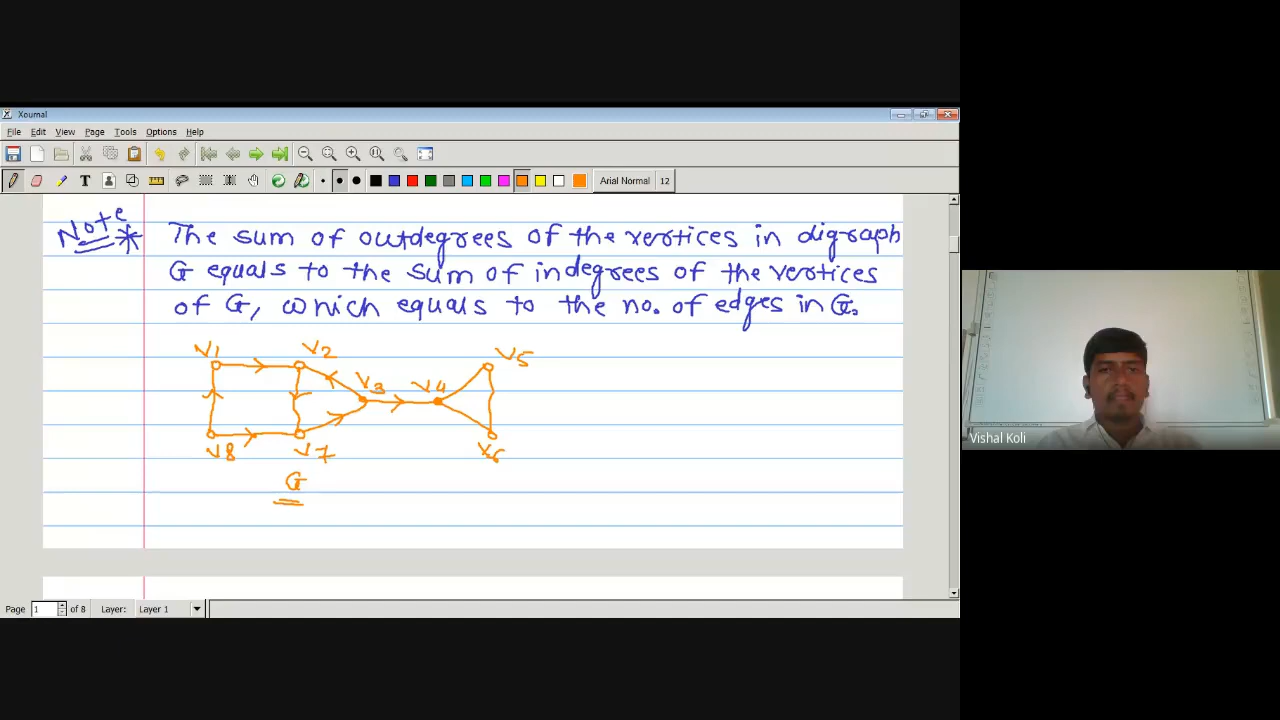 Xournal
File Edit View Page Tools Options Help
Arial Normal 12
Note * The sum of outdegrees of the vertices in digraph
G equals to the sum of indegrees of the vertices
of G, which equals to the no. of edges in G.
V1 V2 V5
V3 V4
V8 V7 V6
G
Vishal Koli
Page 1 of 8 Layer: Layer 1